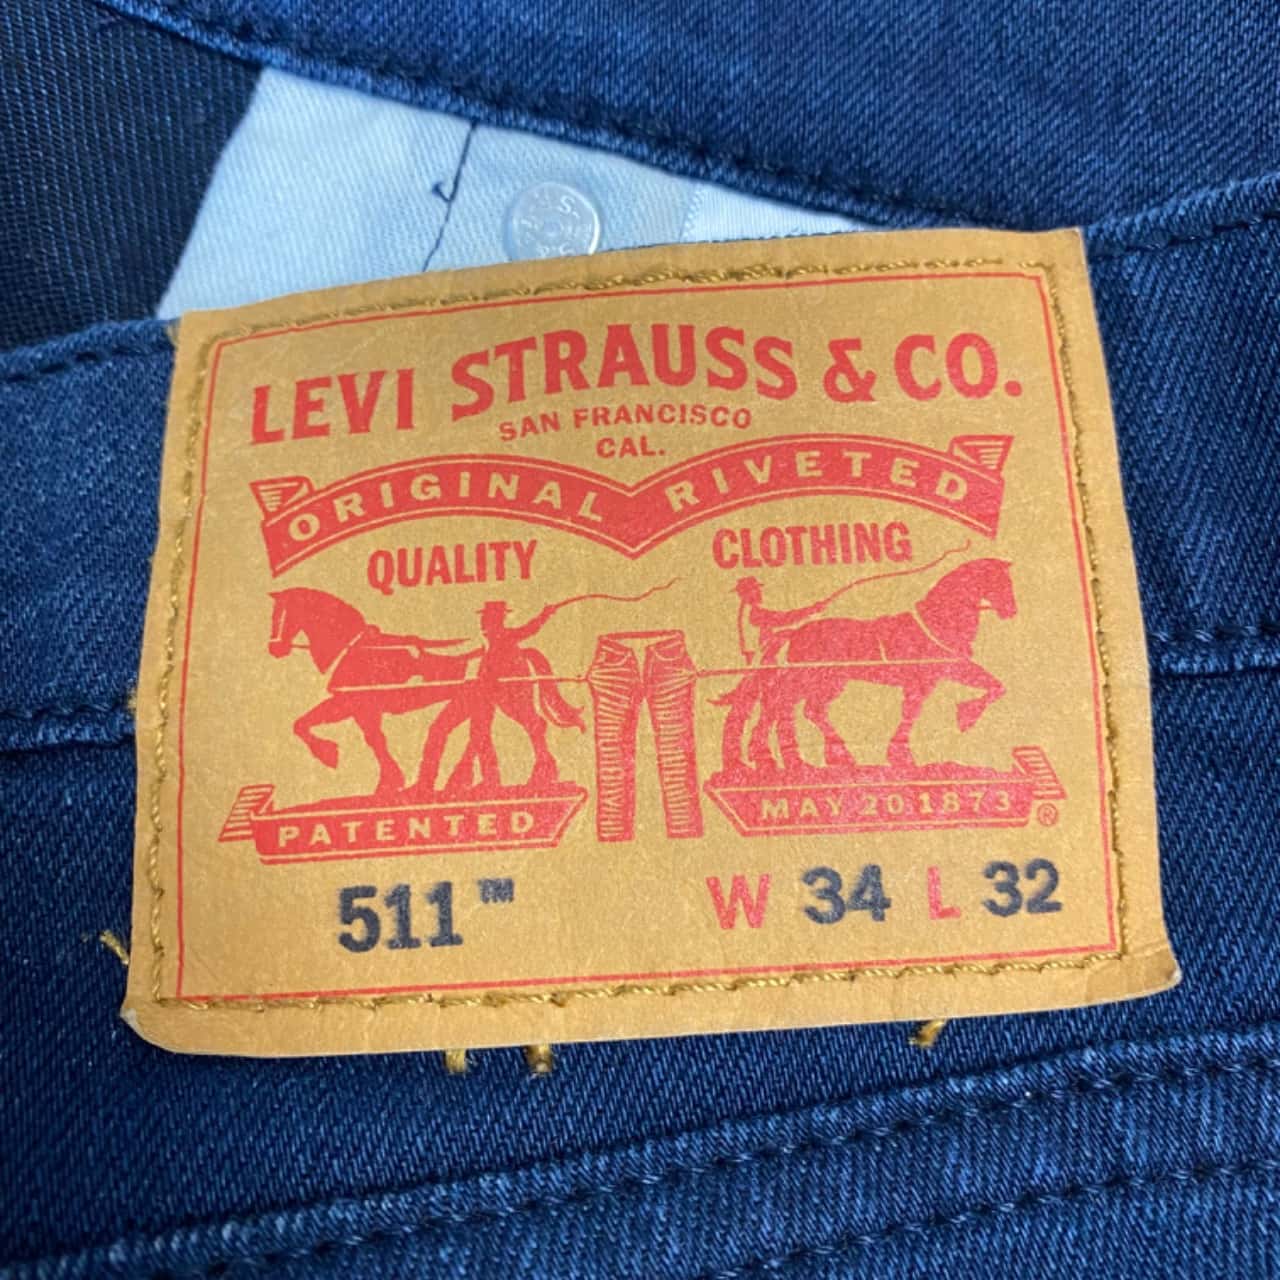 LEVI STRAUSS & CO.
SAN FRANCISCO
CAL.
ORIGINAL RIVETED
QUALITY CLOTHING
PATENTED MAY 20 1873 ®
511™ W 34 L 32